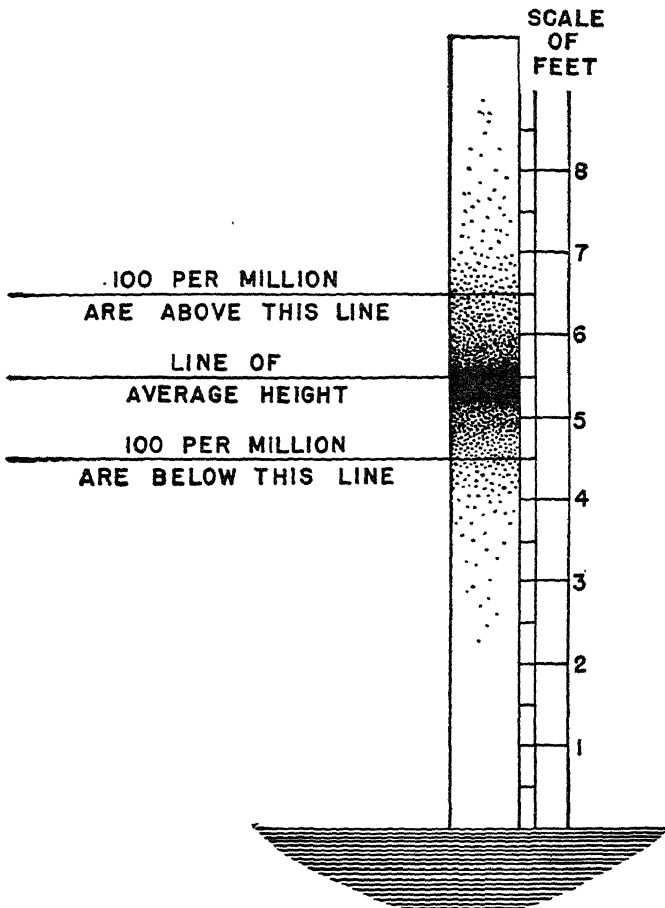 SCALE
OF
FEET
8
7
100 PER MILLION
ARE ABOVE THIS LINE
6
LINE OF
AVERAGE HEIGHT
5
100 PER MILLION
ARE BELOW THIS LINE
4
3
2
1